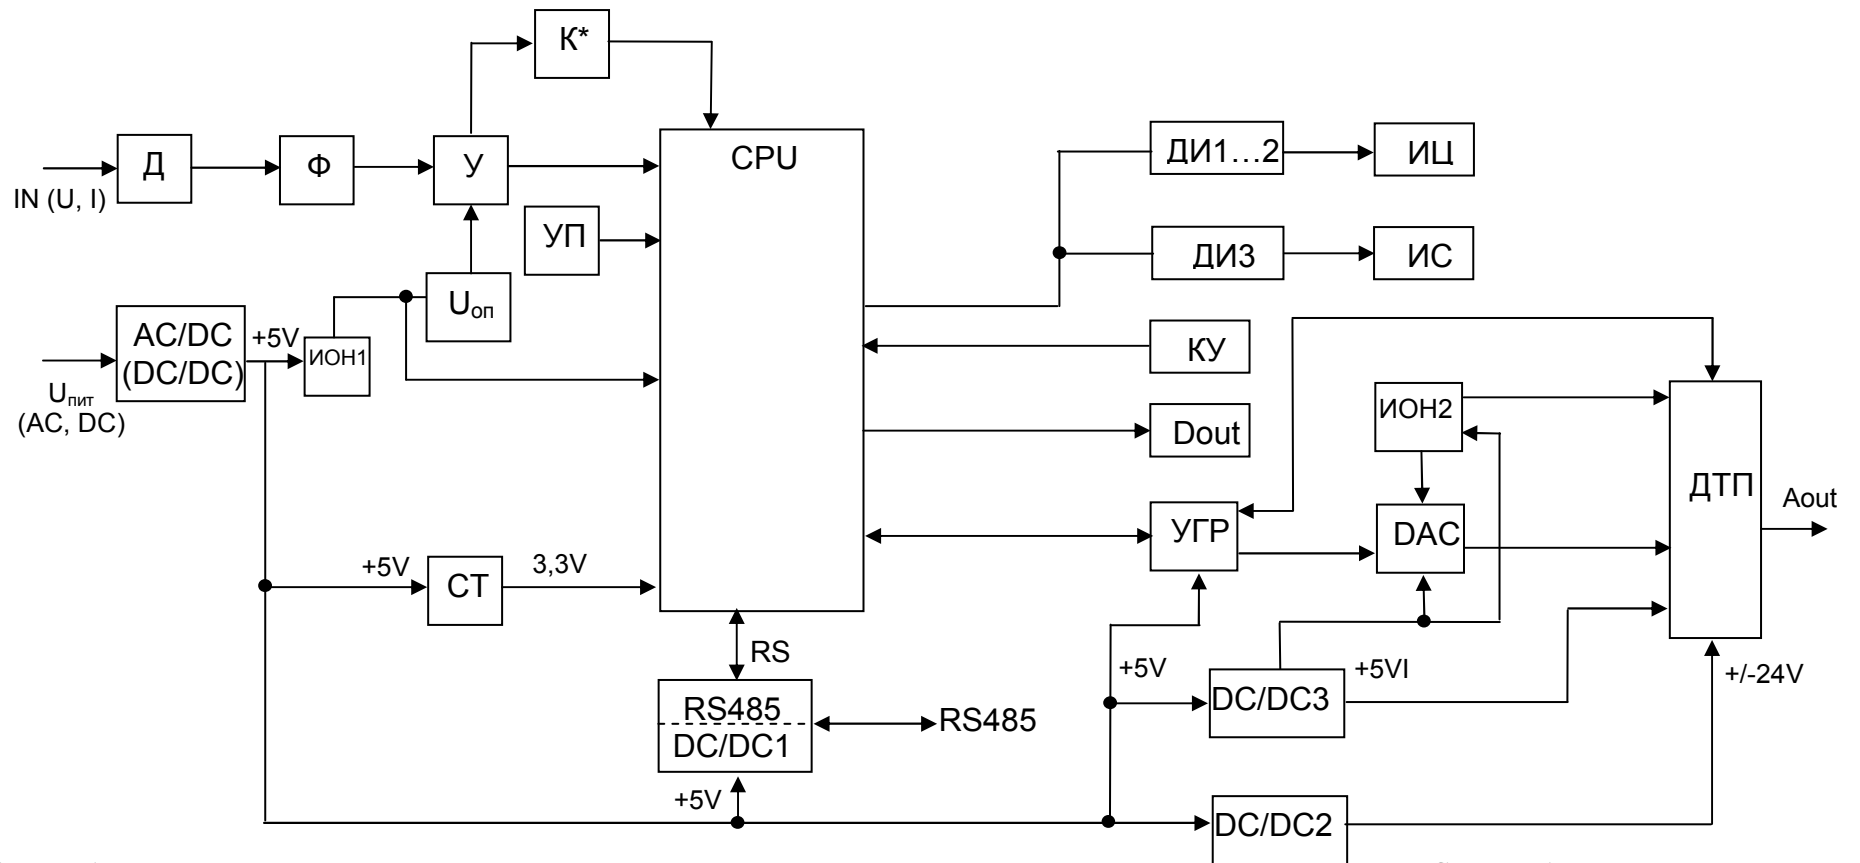 К*
CPU
Д
Ф
У
IN (U, I)
УП
ДИ1...2
ИЦ
ДИ3
ИС
Uоп
AC/DC
(DC/DC)
+5V
ИОН1
Uпит
(AC, DC)
КУ
Dout
ИОН2
ДТП
Aout
УГР
DAC
+5V
СТ
3,3V
RS
RS485
DC/DC1
RS485
+5V
+5V
DC/DC3
+5VI
+/-24V
DC/DC2